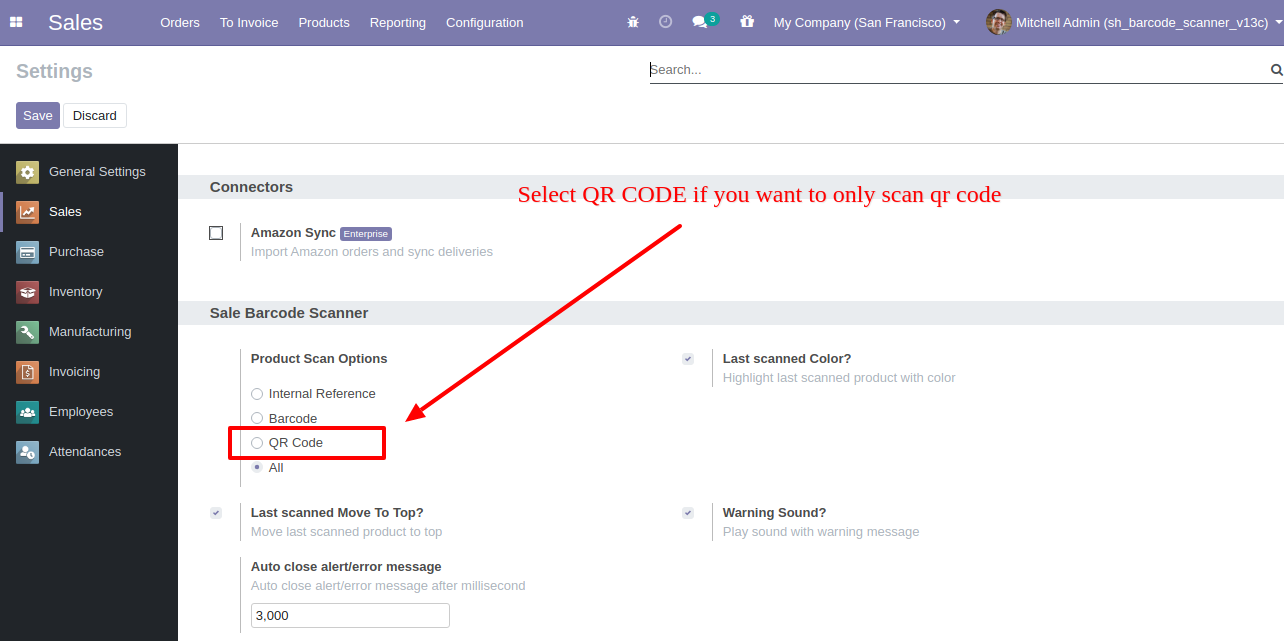 Sales Orders To Invoice Products Reporting Configuration 3 My Company (San Francisco) Mitchell Admin (sh_barcode_scanner_v13c)
Settings
Search...
Save Discard
General Settings
Sales
Purchase
Inventory
Manufacturing
Invoicing
Employees
Attendances
Connectors
Select QR CODE if you want to only scan qr code
Amazon Sync Enterprise
Import Amazon orders and sync deliveries
Sale Barcode Scanner
Product Scan Options
Internal Reference
Barcode
QR Code
All
Last scanned Color?
Highlight last scanned product with color
Last scanned Move To Top?
Move last scanned product to top
Warning Sound?
Play sound with warning message
Auto close alert/error message
Auto close alert/error message after millisecond
3,000